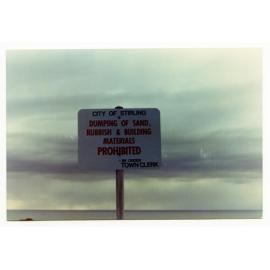 CITY OF STIRLING
DUMPING OF SAND,
RUBBISH & BUILDING
MATERIALS
PROHIBITED
- BY ORDER
TOWN CLERK